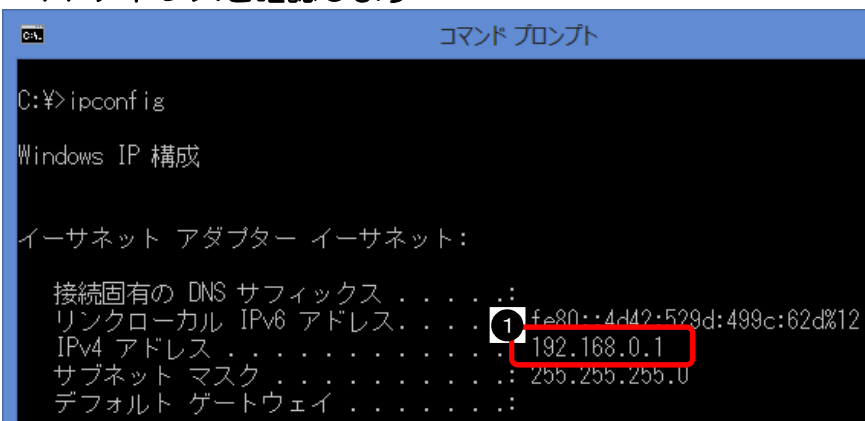 コマンド プロンプト
C:¥>ipconfig
Windows IP 構成
イーサネット アダプター イーサネット:
接続固有の DNS サフィックス . . . . .:
リンクローカル IPv6 アドレス. . . . . fe80::4d42:529d:499c:62d%12
❶
IPv4 アドレス . . . . . . . . . . . . 192.168.0.1
サブネット マスク . . . . . . . . .: 255.255.255.0
デフォルト ゲートウェイ . . . . . . .: